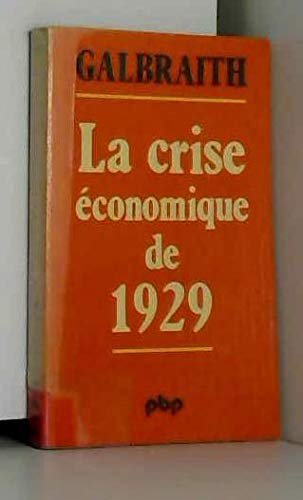 GALBRAITH
La crise
économique
de
1929
pbp